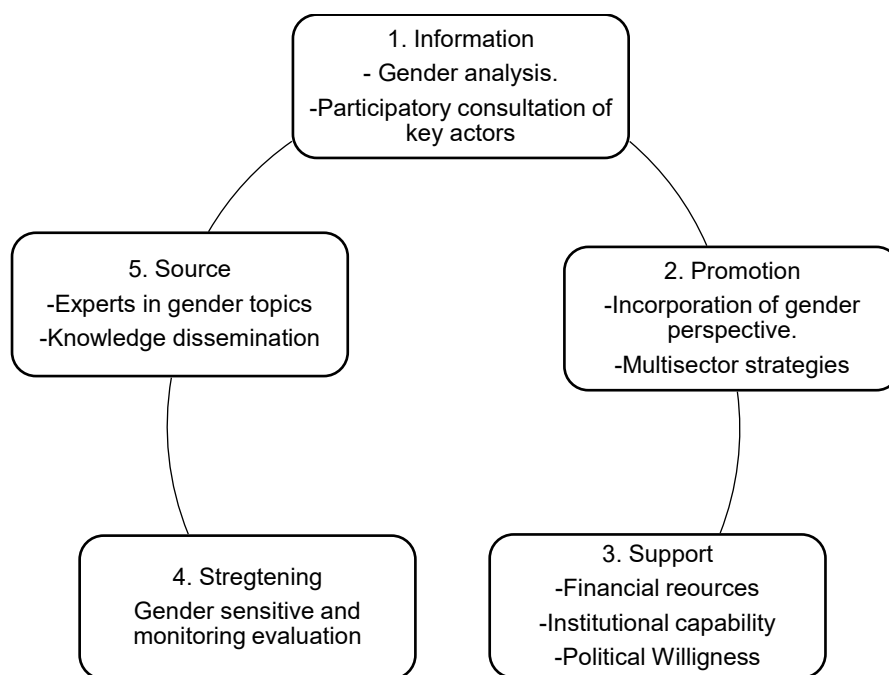 1. Information
- Gender analysis.
-Participatory consultation of
key actors
2. Promotion
-Incorporation of gender
perspective.
-Multisector strategies
3. Support
-Financial reources
-Institutional capability
-Political Willigness
4. Stregtening
Gender sensitive and
monitoring evaluation
5. Source
-Experts in gender topics
-Knowledge dissemination